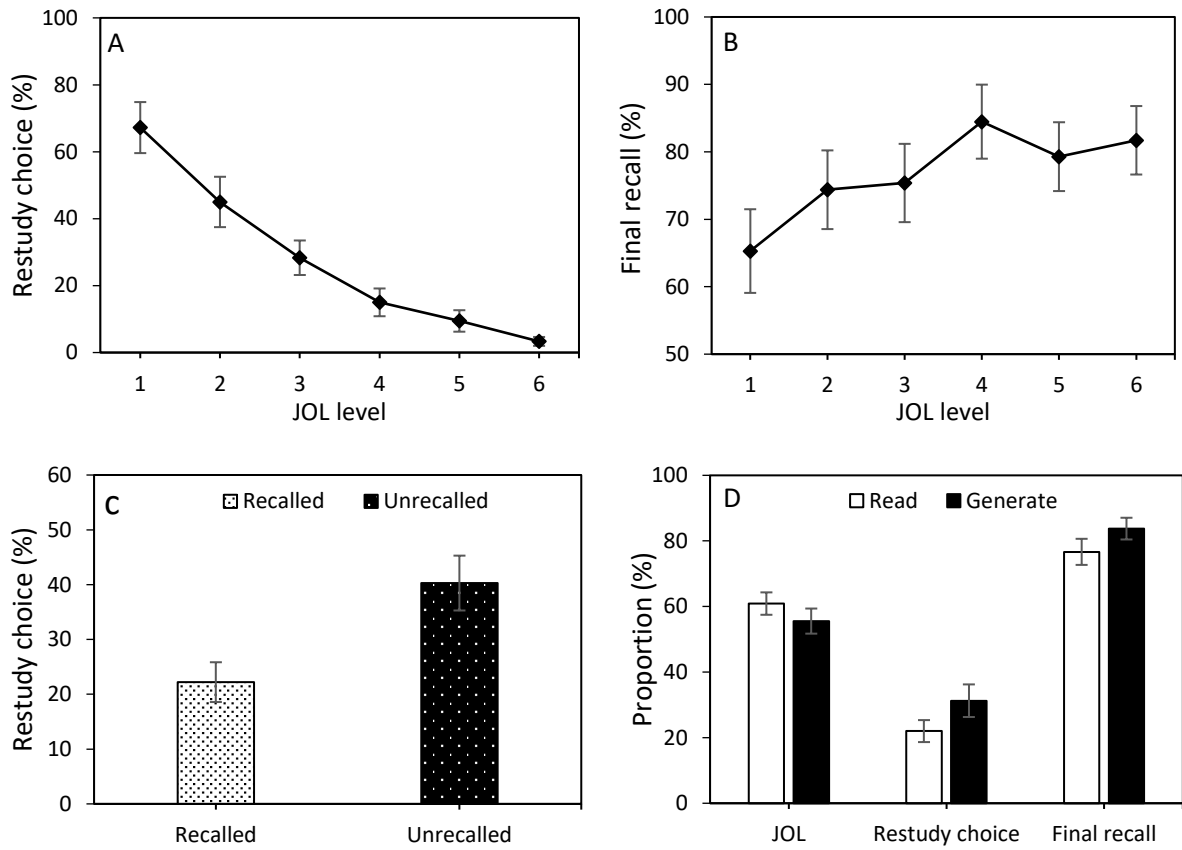 A
Restudy choice (%)
100
80
60
40
20
0
1 2 3 4 5 6
JOL level
B
Final recall (%)
100
90
80
70
60
50
1 2 3 4 5 6
JOL level
C
Recalled Unrecalled
Restudy choice (%)
60
50
40
30
20
10
0
Recalled Unrecalled
D
Read Generate
Proportion (%)
100
80
60
40
20
0
JOL Restudy choice Final recall